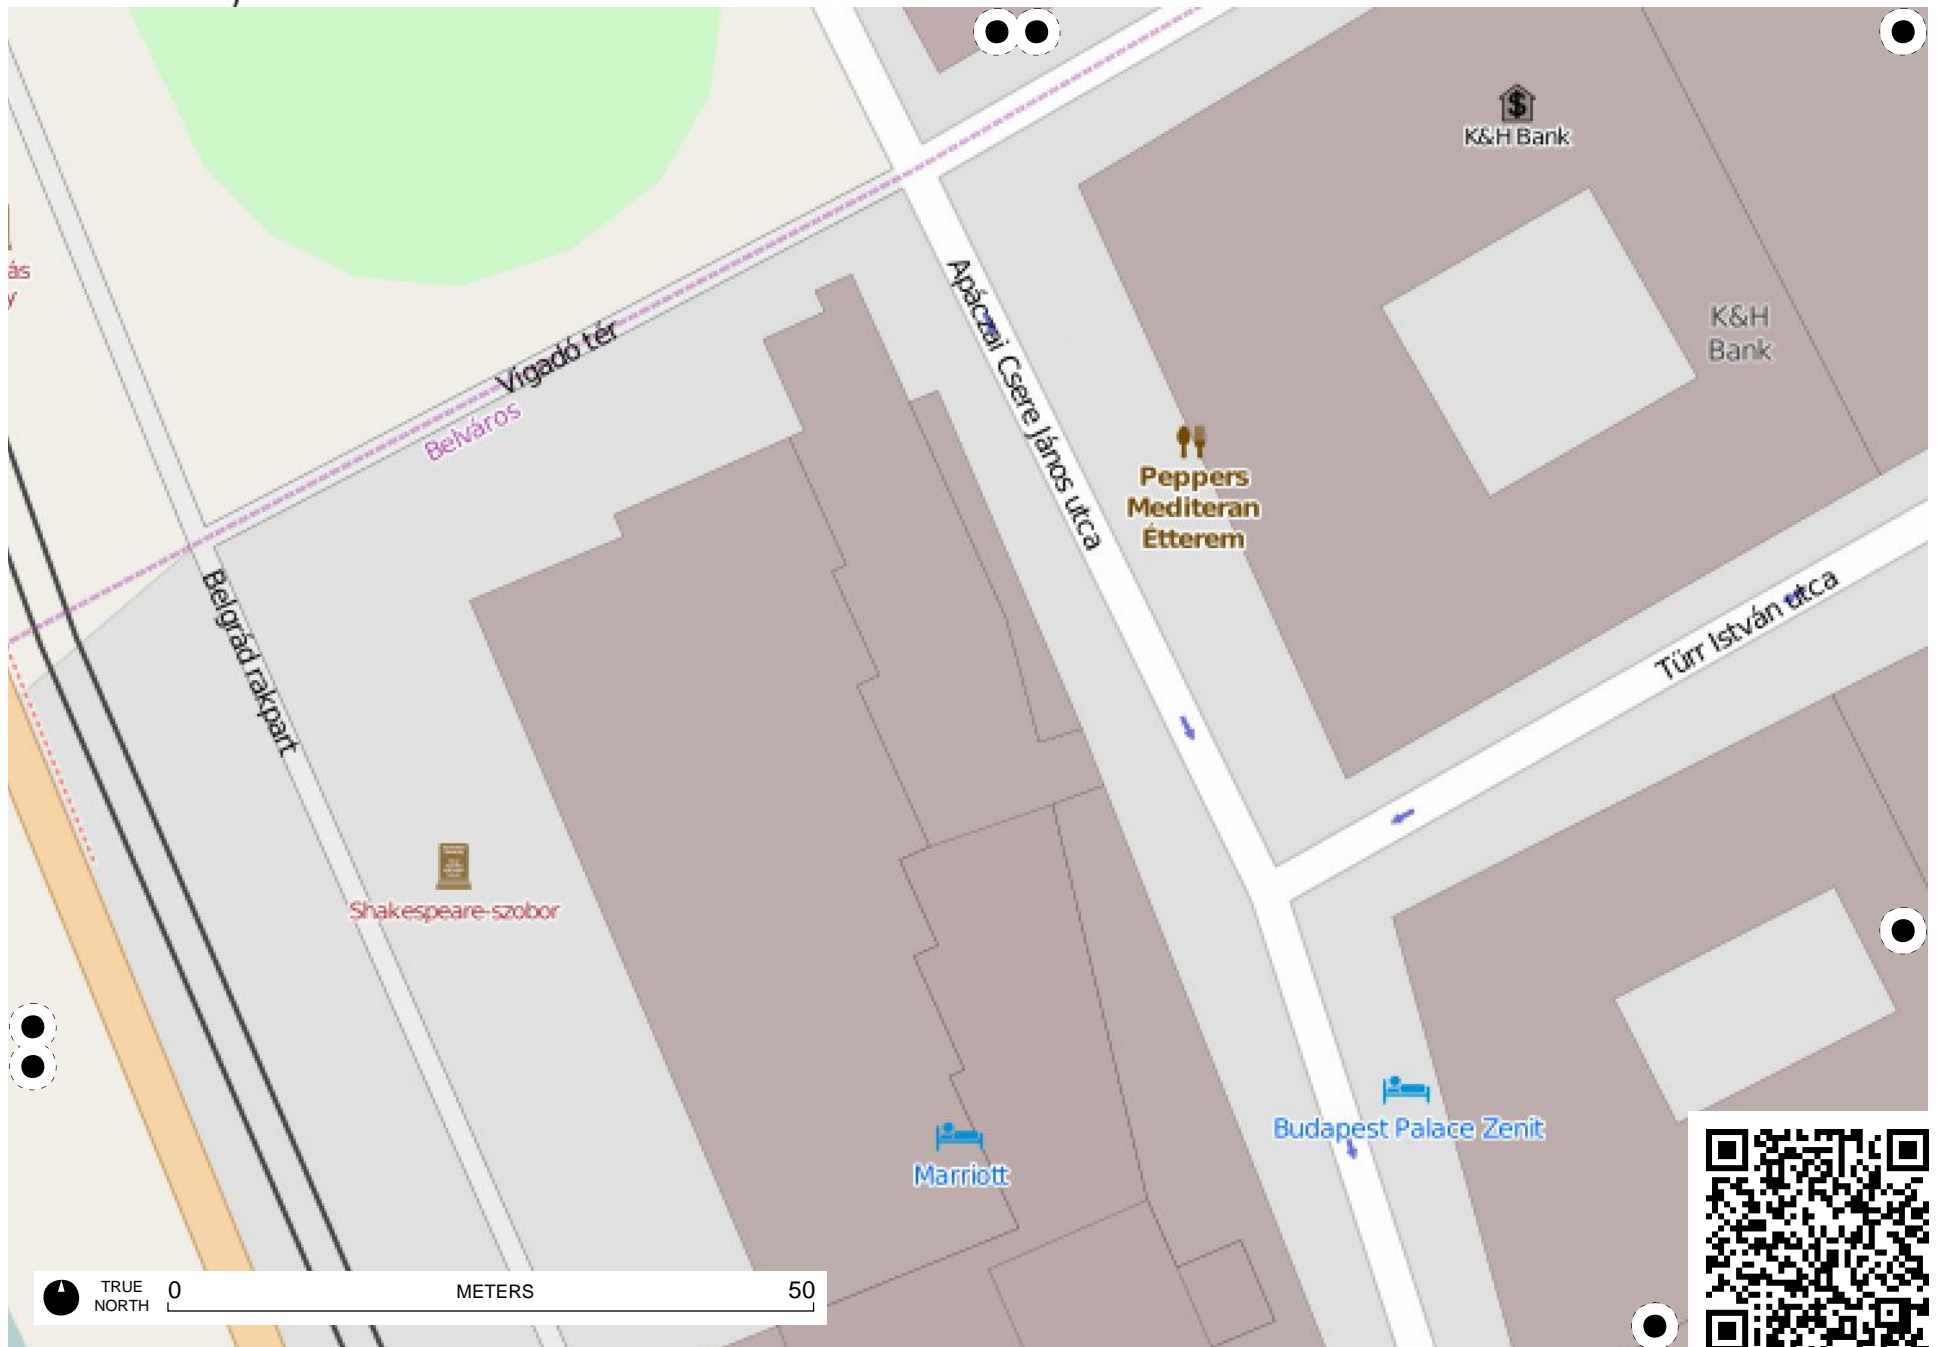 K&H Bank
ás
y
Apáczai Csere János utca
K&H
Bank
Vigadó tér
Belváros
Peppers
Mediteran
Étterem
Belgrád rakpart
Türr István utca
Shakespeare-szobor
Budapest Palace Zenit
Marriott
TRUE
NORTH
0 METERS 50